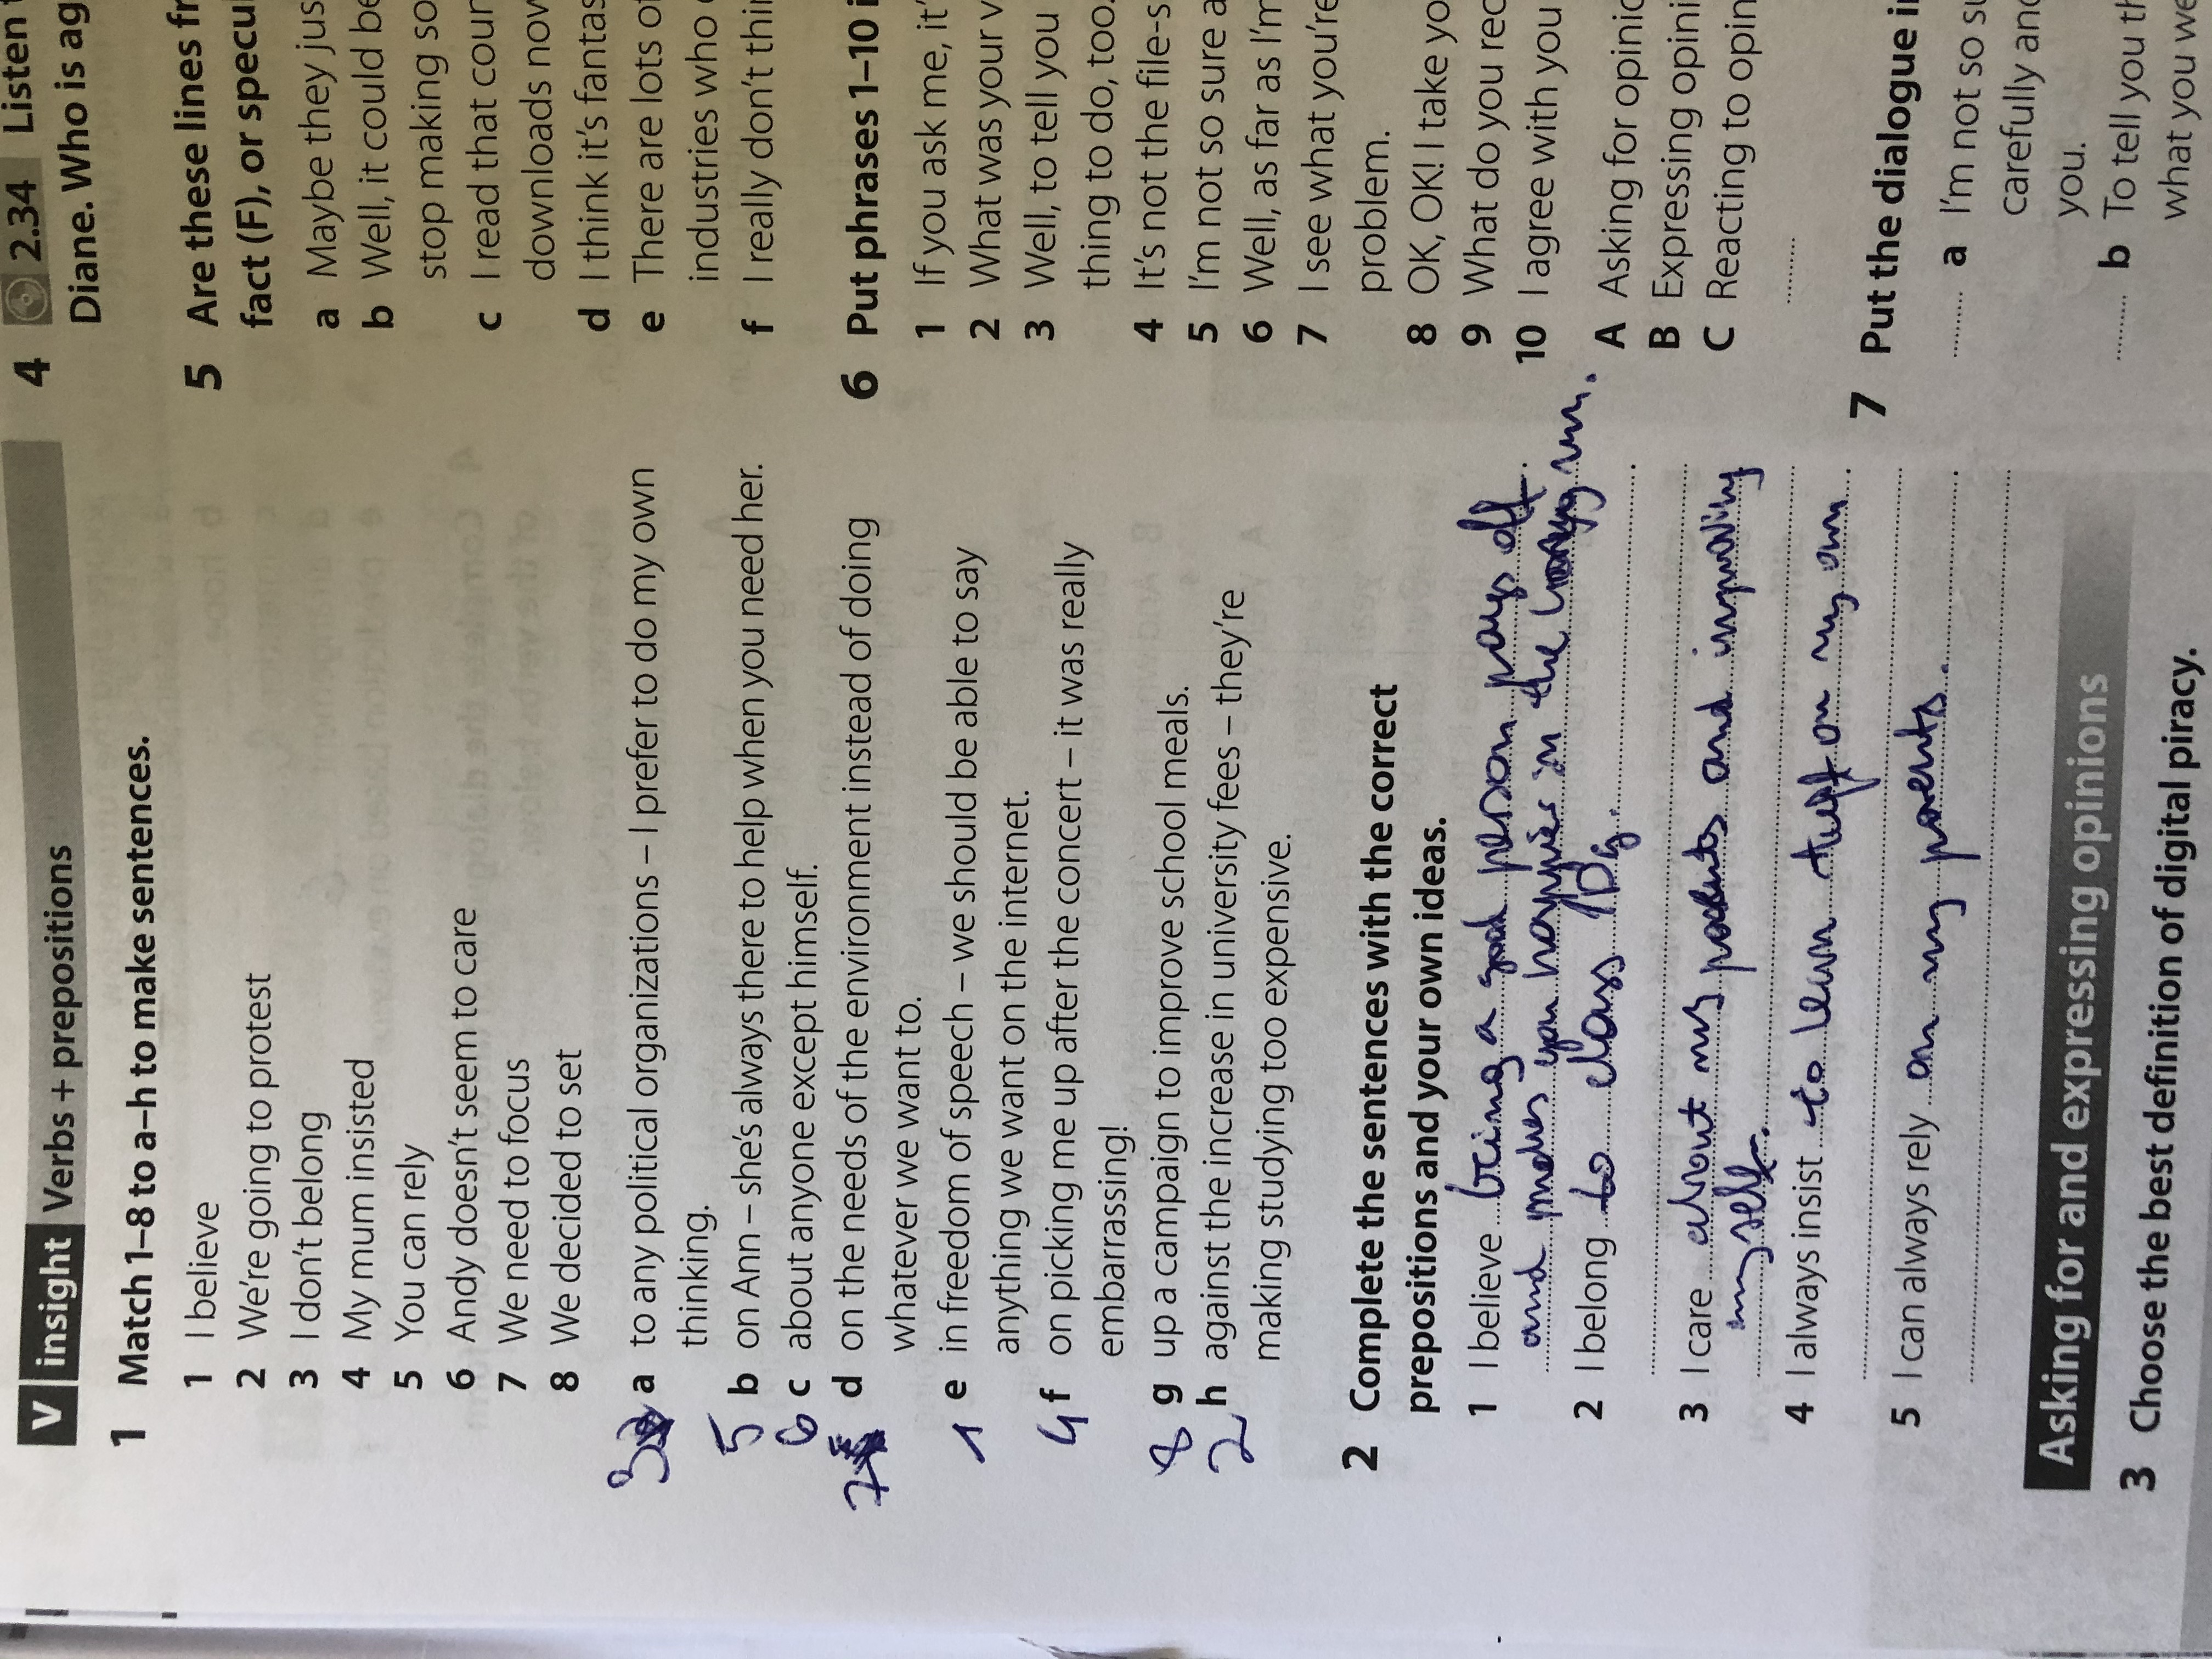 V insight Verbs + prepositions
1 Match 1–8 to a–h to make sentences.
1 I believe
2 We're going to protest
3 I don't belong
4 My mum insisted
5 You can rely
6 Andy doesn't seem to care
7 We need to focus
8 We decided to set
3 a to any political organizations – I prefer to do my own
thinking.
5 b on Ann – she's always there to help when you need her.
6 c about anyone except himself.
7 d on the needs of the environment instead of doing
whatever we want to.
1 e in freedom of speech – we should be able to say
anything we want on the internet.
4 f on picking me up after the concert – it was really
embarrassing!
8 g up a campaign to improve school meals.
2 h against the increase in university fees – they're
making studying too expensive.
2 Complete the sentences with the correct
prepositions and your own ideas.
1 I believe being a good person pays off
and makes you happier in the long run.
2 I belong to class 1Dg.
3 I care about my parents and improving
myself.
4 I always insist to learn stuff on my own.
5 I can always rely on my parents.
Asking for and expressing opinions
3 Choose the best definition of digital piracy.
4 2.34 Listen
Diane. Who is ag
5 Are these lines fr
fact (F), or specu
a Maybe they jus
b Well, it could be
stop making so
c I read that cour
downloads now
d I think it's fantas
e There are lots of
industries who
f I really don't thi
6 Put phrases 1–10 i
1 If you ask me, it'
2 What was your v
3 Well, to tell you
thing to do, too.
4 It's not the file-s
5 I'm not so sure a
6 Well, as far as I'm
7 I see what you're
problem.
8 OK, OK! I take yo
9 What do you rec
10 I agree with you
A Asking for opinio
B Expressing opini
C Reacting to opin
7 Put the dialogue i
a I'm not so su
carefully and
you.
b To tell you th
what you we